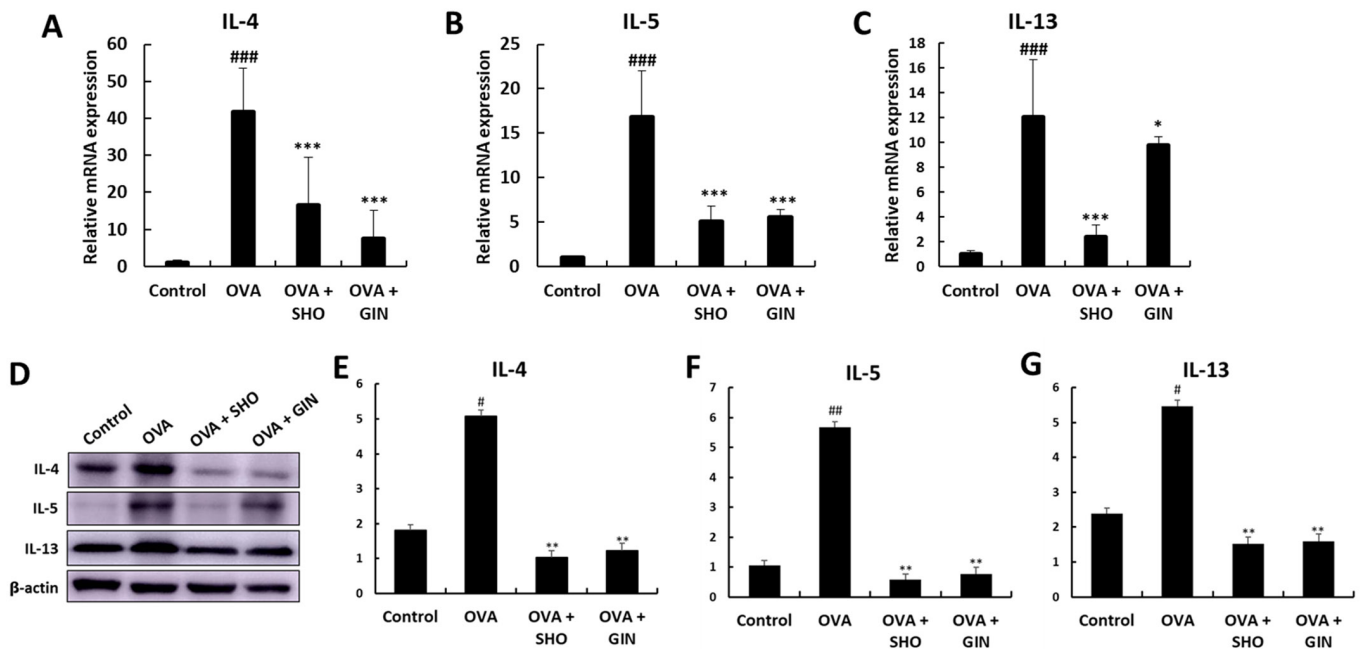 A
IL-4
Relative mRNA expression
60
50
40
30
20
10
0
###
***
***
Control
OVA
OVA +
SHO
OVA +
GIN
B
IL-5
Relative mRNA expression
25
20
15
10
5
0
###
***
***
Control
OVA
OVA +
SHO
OVA +
GIN
C
IL-13
Relative mRNA expression
18
16
14
12
10
8
6
4
2
0
###
***
*
Control
OVA
OVA +
SHO
OVA +
GIN
D
Control
OVA
OVA + SHO
OVA + GIN
IL-4
IL-5
IL-13
β-actin
E
IL-4
6
5
4
3
2
1
0
#
**
**
Control
OVA
OVA +
SHO
OVA +
GIN
F
IL-5
7
6
5
4
3
2
1
0
##
**
**
Control
OVA
OVA +
SHO
OVA +
GIN
G
IL-13
6
5
4
3
2
1
0
#
**
**
Control
OVA
OVA +
SHO
OVA +
GIN